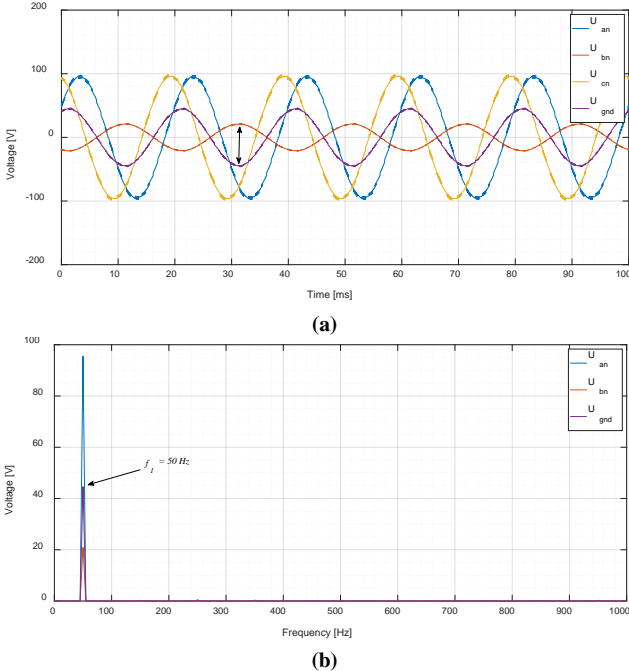 200
100
0
-100
-200
Voltage [V]
0 10 20 30 40 50 60 70 80 90 100
Time [ms]
U an
U bn
U cn
U gnd
(a)
100
80
60
40
20
0
Voltage [V]
f 1 = 50 Hz
0 100 200 300 400 500 600 700 800 900 1000
Frequency [Hz]
U an
U bn
U gnd
(b)